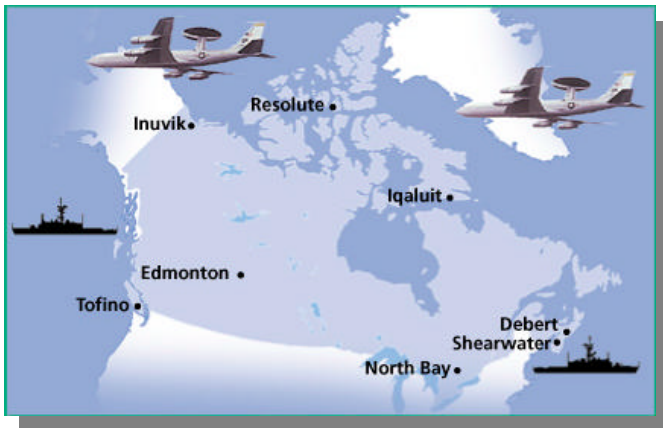 Resolute
Inuvik
Iqaluit
Edmonton
Tofino
Debert
Shearwater
North Bay